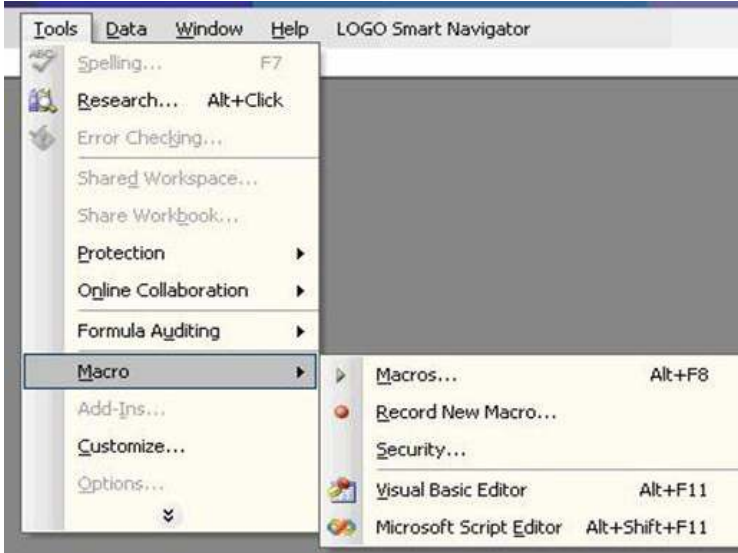 Tools Data Window Help LOGO Smart Navigator
Spelling... F7
Research... Alt+Click
Error Checking...
Shared Workspace...
Share Workbook...
Protection
Online Collaboration
Formula Auditing
Macro
Add-Ins...
Customize...
Options...
Macros... Alt+F8
Record New Macro...
Security...
Visual Basic Editor Alt+F11
Microsoft Script Editor Alt+Shift+F11